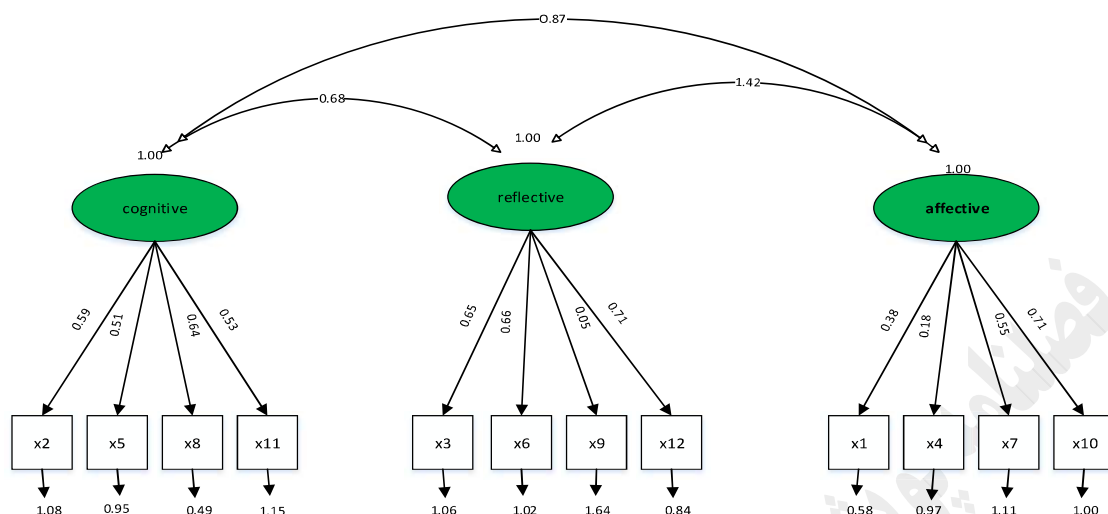 0.87
1.42
0.68
1.00
1.00
1.00
cognitive
reflective
affective
0.59
0.51
0.64
0.53
0.65
0.66
0.05
0.71
0.38
0.18
0.55
0.71
x2
x5
x8
x11
x3
x6
x9
x12
x1
x4
x7
x10
1.08
0.95
0.49
1.15
1.06
1.02
1.64
0.84
0.58
0.97
1.11
1.00